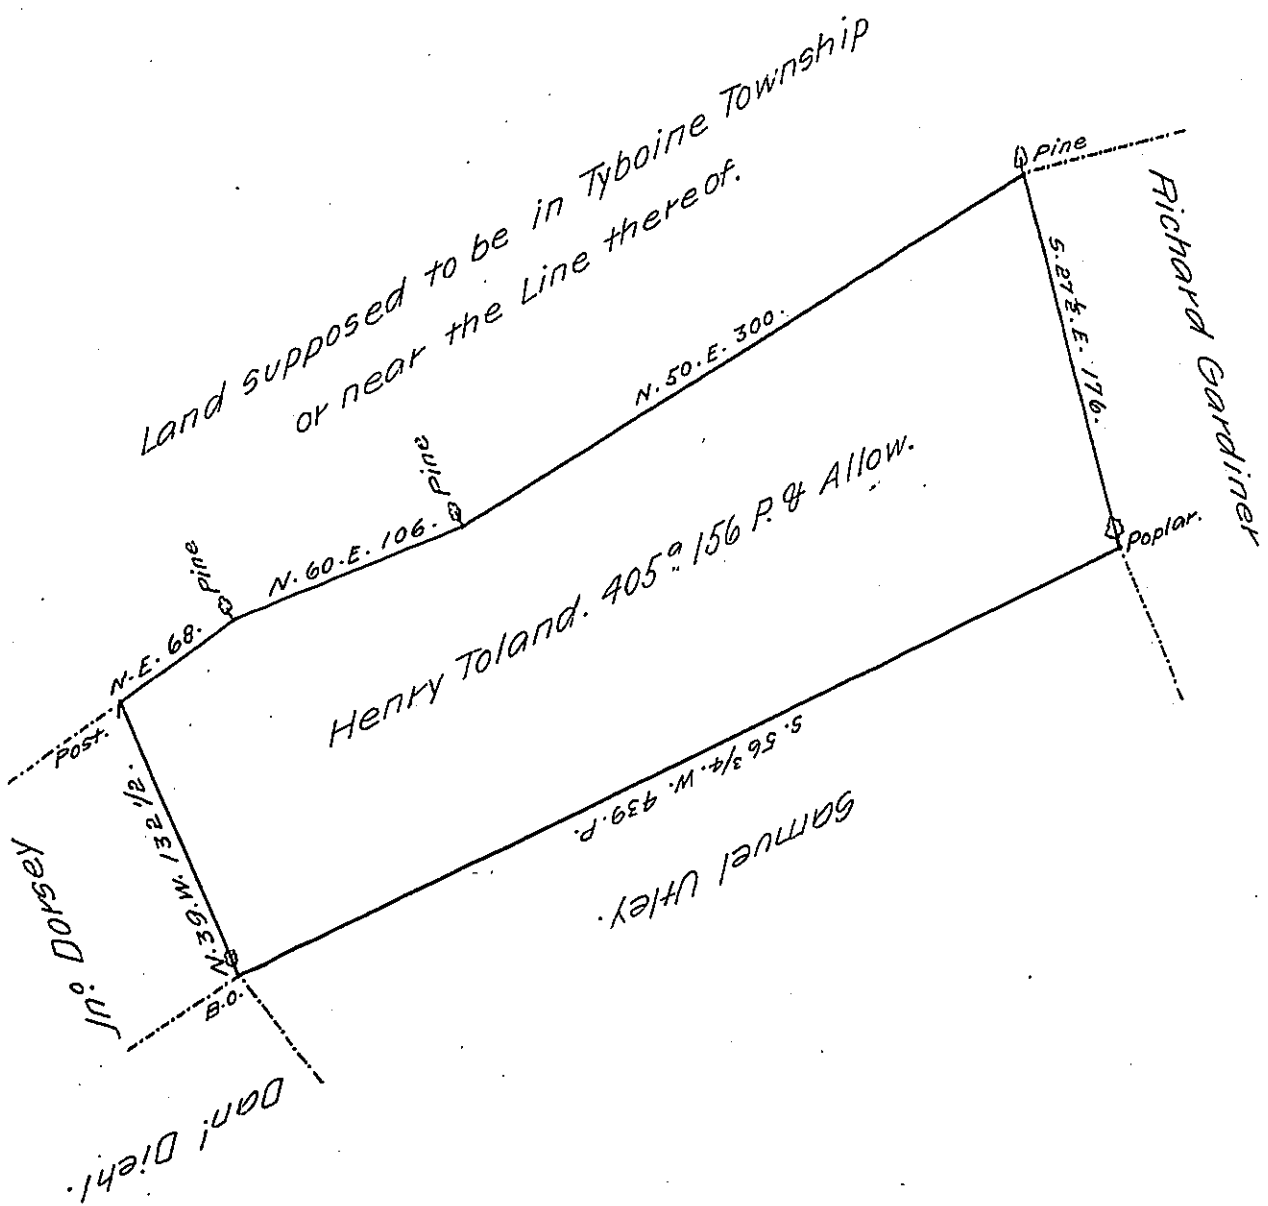 Land supposed to be in Tyboine Township
or near the Line thereof.
Pine
Richard Gardiner
S. 27½. E. 176.
N. 50. E. 300.
Pine
N. 60. E. 106.
Pine
N. E. 68.
Post.
Henry Toland. 405ª 156 P. & Allow.
Poplar.
S. 56 3/4. W. 439. P.
Samuel Utley.
N. 39. W. 132 1/2.
Jnº. Dorsey
B.O.
Danl. Diehl.